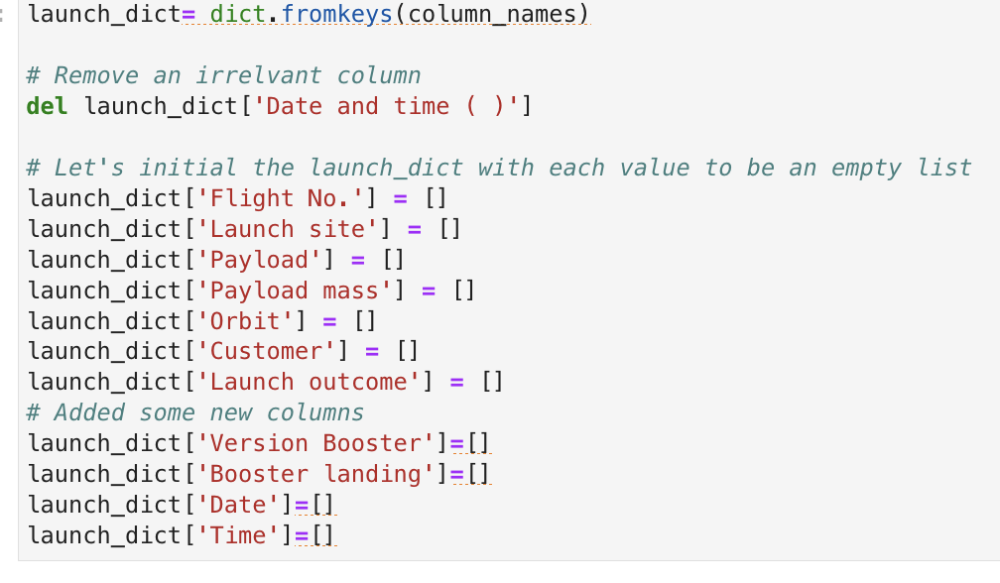 launch_dict= dict.fromkeys(column_names)
# Remove an irrelvant column
del launch_dict['Date and time ( )']
# Let's initial the launch_dict with each value to be an empty list
launch_dict['Flight No.'] = []
launch_dict['Launch site'] = []
launch_dict['Payload'] = []
launch_dict['Payload mass'] = []
launch_dict['Orbit'] = []
launch_dict['Customer'] = []
launch_dict['Launch outcome'] = []
# Added some new columns
launch_dict['Version Booster']=[]
launch_dict['Booster landing']=[]
launch_dict['Date']=[]
launch_dict['Time']=[]